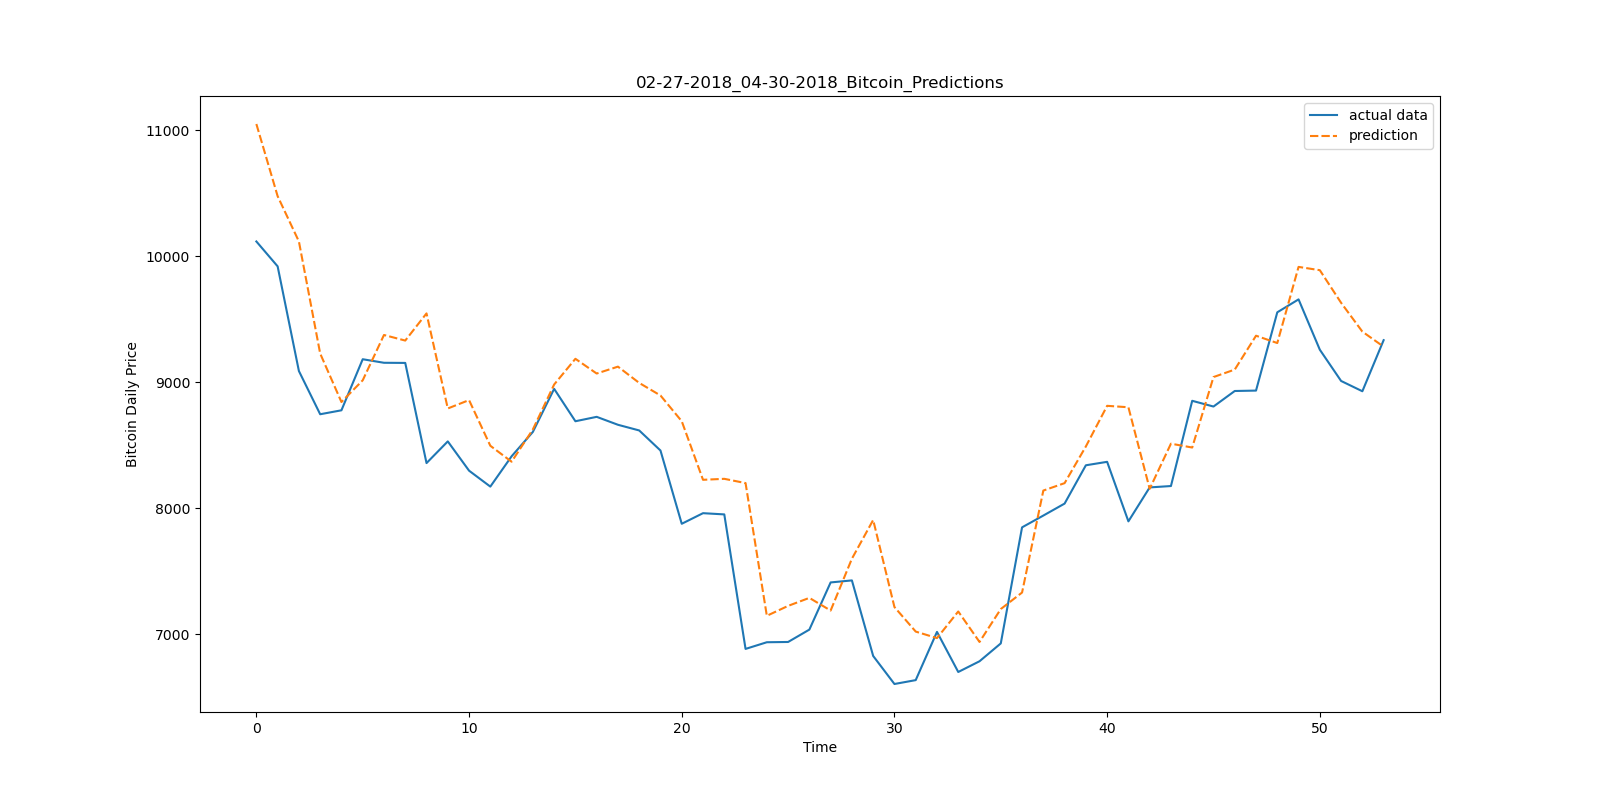 02-27-2018_04-30-2018_Bitcoin_Predictions
actual data
prediction
11000
10000
9000
8000
7000
Bitcoin Daily Price
0 10 20 30 40 50
Time